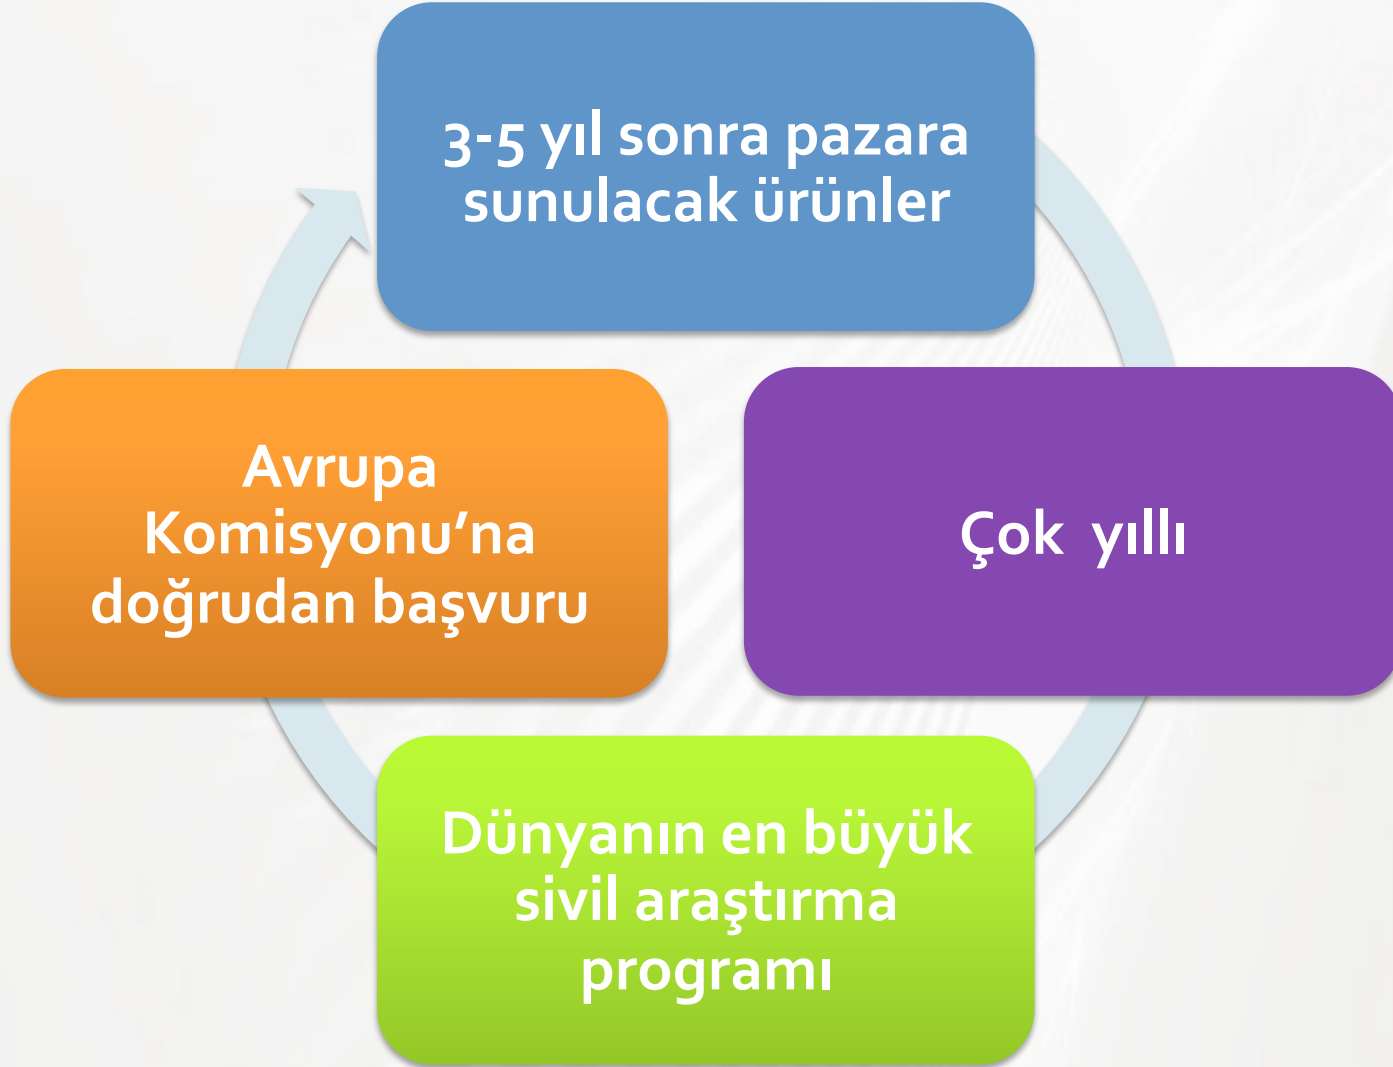 3-5 yıl sonra pazara
sunulacak ürünler
Avrupa
Komisyonu’na
doğrudan başvuru
Çok  yıllı
Dünyanın en büyük
sivil araştırma
programı